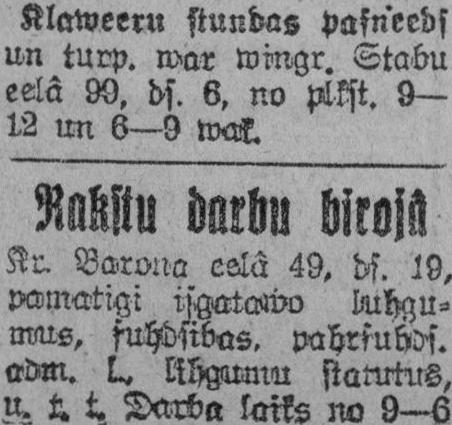 Klaweeru stundas pasneeds
un turp. war wingr. Stabu
eelâ 99, ds. 6, no plkst. 9—
12 un 6—9 wak.
Rakstu darbu birojâ
Kr. Barona eelâ 49, ds. 19,
pamatigi isgatawo luhgu-
mus, suhdsibas, pahrsuhds.
adm. l., lihgumu statutus,
u. t. t. Darba laiks no 9—6